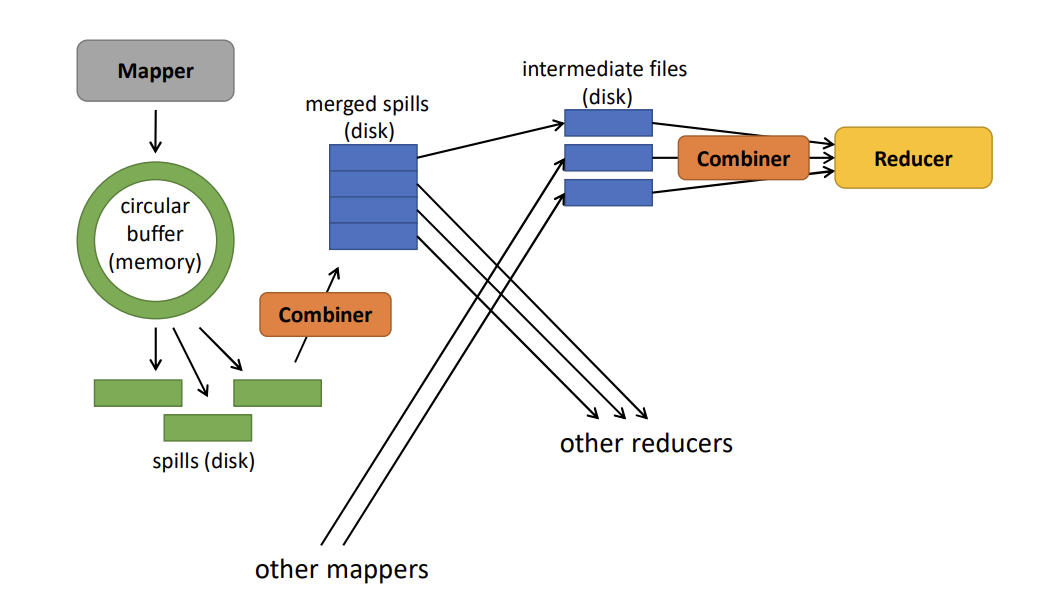 Mapper
circular
buffer
(memory)
spills (disk)
Combiner
merged spills
(disk)
intermediate files
(disk)
Combiner
Reducer
other reducers
other mappers